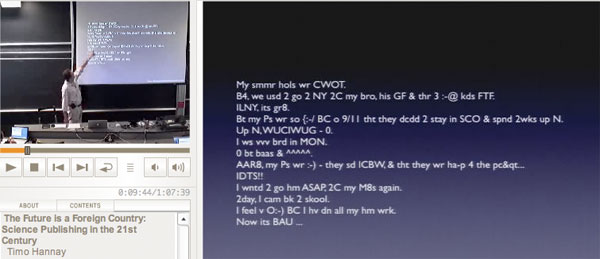 My smmr hols wr CWOT.
B4, we usd 2 go 2 NY 2C my bro, his GF & thr 3 :-@ kds FTF.
ILNY, its gr8.
Bt my Ps wr so {:-/ BC o 9/11 tht they dcdd 2 stay in SCO & spnd 2wks up N.
Up N,WUCIWUG - 0.
I ws vvv brd in MON.
0 bt baas & ^^^^^.
AAR8, my Ps wr :-) - they sd ICBW, & tht they wr ha-p 4 the pc&qt...
IDTS!!
I wntd 2 go hm ASAP, 2C my M8s again.
2day, I cam bk 2 skool.
I feel v O:-) BC I hv dn all my hm wrk.
Now its BAU ...
0:09:44/1:07:39
ABOUT CONTENTS
The Future Is a Foreign Country:
Science Publishing in the 21st
Century
Timo Hannay